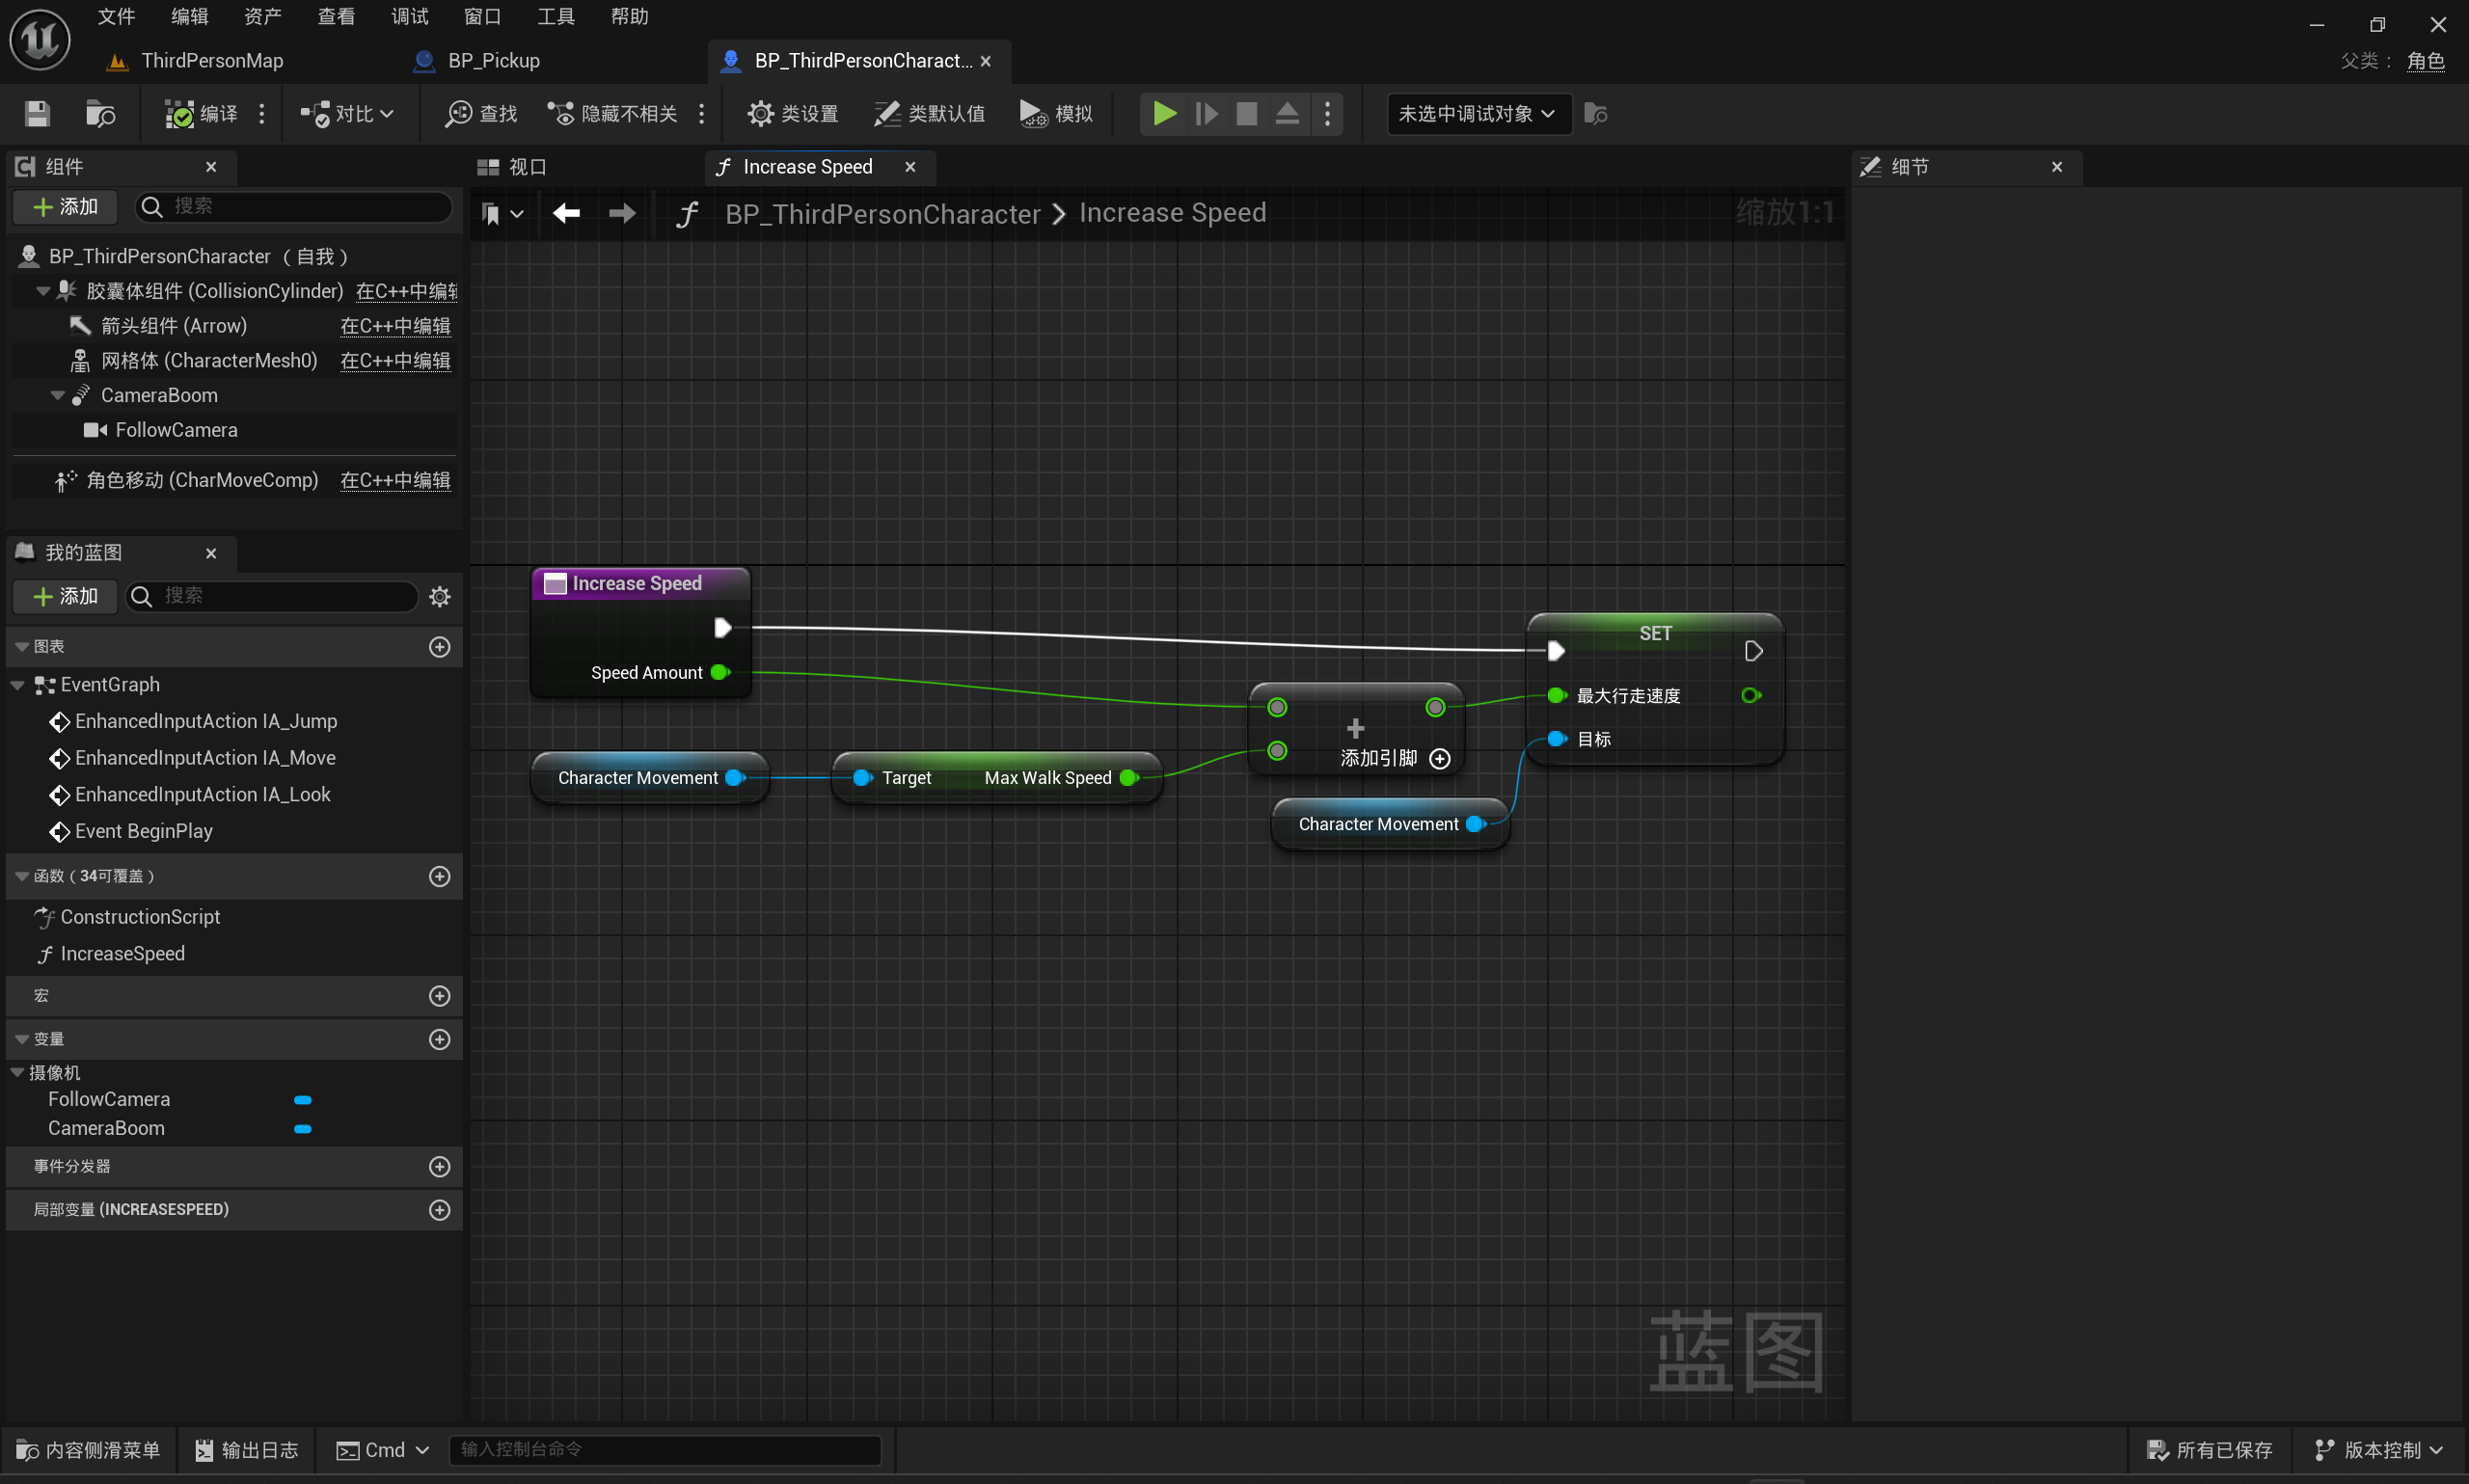 文件 编辑 资产 查看 调试 窗口 工具 帮助
ThirdPersonMap
BP_Pickup
BP_ThirdPersonCharact...
父类： 角色
编译
对比
查找
隐藏不相关
类设置
类默认值
模拟
未选中调试对象
组件
添加
搜索
BP_ThirdPersonCharacter （自我）
胶囊体组件 (CollisionCylinder) 在C++中编辑
箭头组件 (Arrow) 在C++中编辑
网格体 (CharacterMesh0) 在C++中编辑
CameraBoom
FollowCamera
角色移动 (CharMoveComp) 在C++中编辑
我的蓝图
添加
搜索
图表
EventGraph
EnhancedInputAction IA_Jump
EnhancedInputAction IA_Move
EnhancedInputAction IA_Look
Event BeginPlay
函数（34可覆盖）
ConstructionScript
IncreaseSpeed
宏
变量
摄像机
FollowCamera
CameraBoom
事件分发器
局部变量 (INCREASESPEED)
视口
Increase Speed
BP_ThirdPersonCharacter > Increase Speed
缩放1:1
Increase Speed
Speed Amount
Character Movement
Target Max Walk Speed
添加引脚
Character Movement
SET
最大行走速度
目标
蓝图
细节
内容侧滑菜单
输出日志
Cmd
输入控制台命令
所有已保存
版本控制